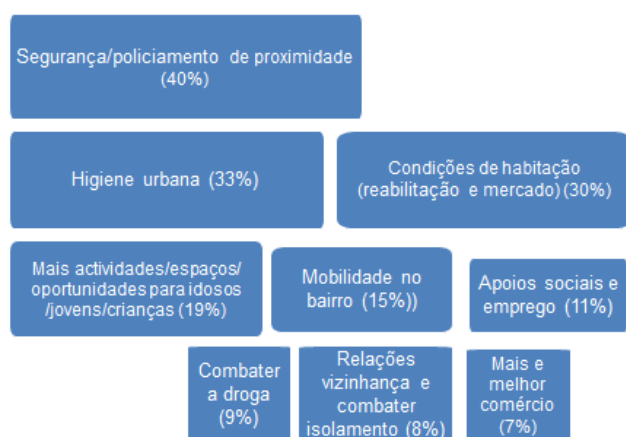 Segurança/policiamento de proximidade
(40%)
Higiene urbana (33%)
Condições de habitação
(reabilitação e mercado) (30%)
Mais actividades/espaços/
oportunidades para idosos
/jovens/crianças (19%)
Mobilidade no
bairro (15%))
Apoios sociais e
emprego (11%)
Combater
a droga
(9%)
Relações
vizinhança e
combater
isolamento (8%)
Mais e
melhor
comércio
(7%)